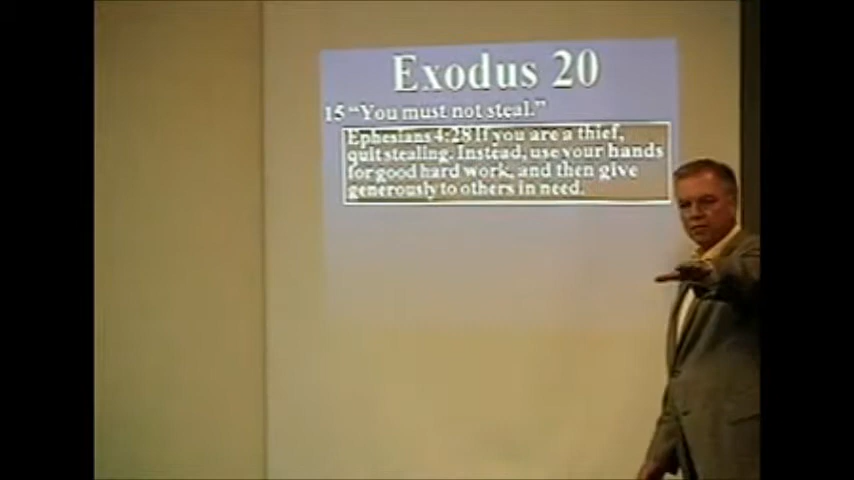 Exodus 20
15 “You must not steal.”
Ephesians 4:28 If you are a thief,
quit stealing. Instead, use your hands
for good hard work, and then give
generously to others in need.